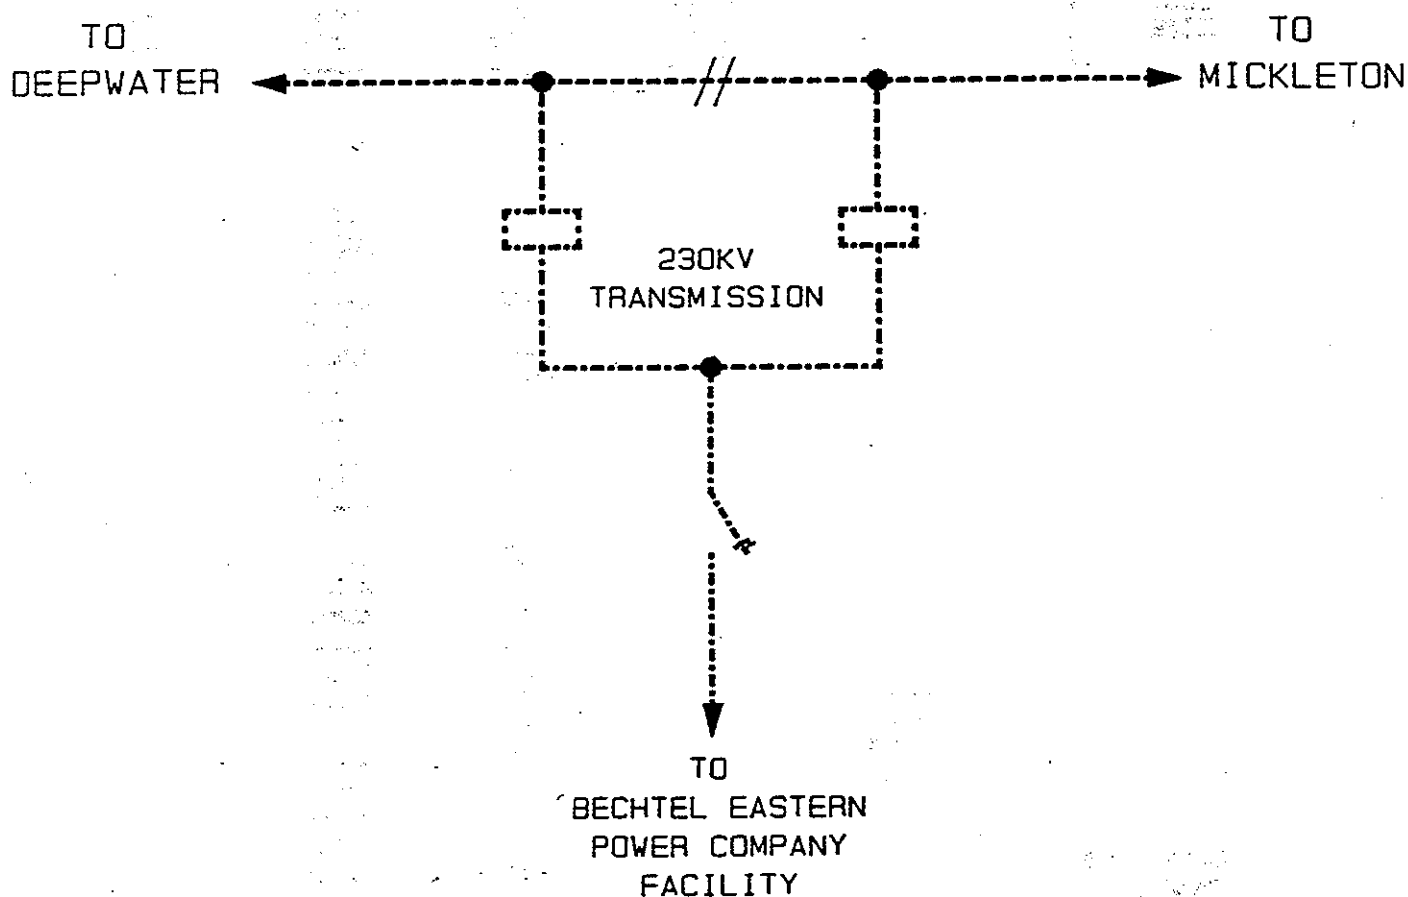 TO
DEEPWATER
TO
MICKLETON
230KV
TRANSMISSION
TO
BECHTEL EASTERN
POWER COMPANY
FACILITY